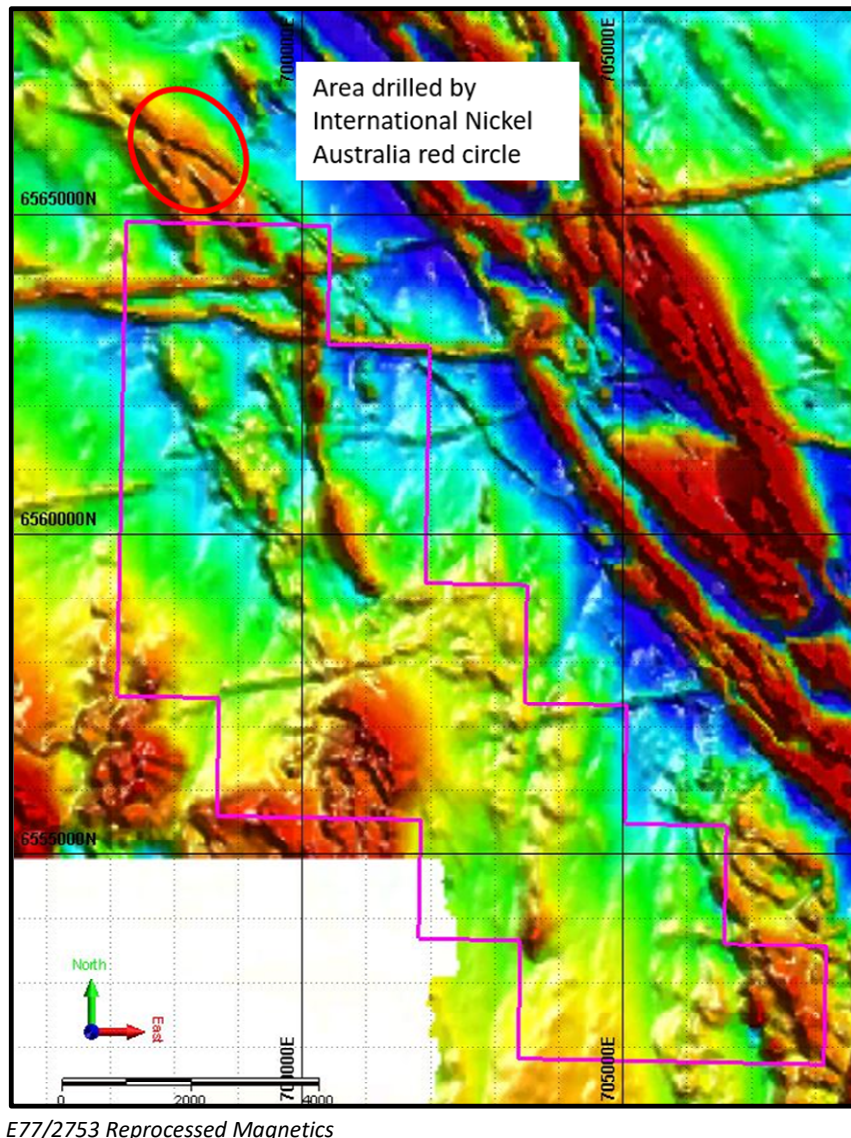 700000E
705000E
Area drilled by
International Nickel
Australia red circle
6565000N
6560000N
6555000N
North
East
700000E
705000E
0
2000
4000
E77/2753 Reprocessed Magnetics